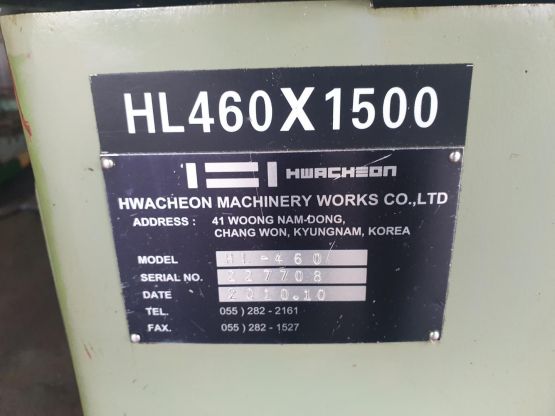 HL460X1500
HWACHEON
HWACHEON MACHINERY WORKS CO.,LTD
ADDRESS : 41 WOONG NAM-DONG,
CHANG WON, KYUNGNAM, KOREA
MODEL HL-460
SERIAL NO. 117708
DATE 2010.10
TEL. 055 ) 282 - 2161
FAX. 055 ) 282 - 1527